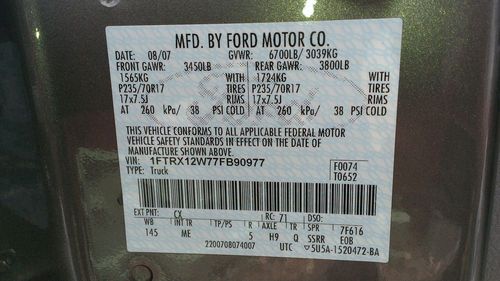 MFD. BY FORD MOTOR CO.
DATE: 08/07 GVWR: 6700LB/ 3039KG
FRONT GAWR: 3450LB REAR GAWR: 3800LB
1565KG WITH 1724KG WITH
P235/70R17 TIRES P235/70R17 TIRES
17x7.5J RIMS 17x7.5J RIMS
AT 260 kPa/ 38 PSI COLD AT 260 kPa/ 38 PSI COLD
THIS VEHICLE CONFORMS TO ALL APPLICABLE FEDERAL MOTOR
VEHICLE SAFETY STANDARDS IN EFFECT ON THE DATE OF
MANUFACTURE SHOWN ABOVE.
VIN: 1FTRX12W77FB90977 F0074
TYPE: Truck T0652
EXT PNT: CX RC: 71 DSO:
WB INT TR TP/PS R AXLE TR SPR 7F616
145 ME 5 H9 Q SSRR E0B
2200708074007 UTC ▽5U5A-1520472-BA